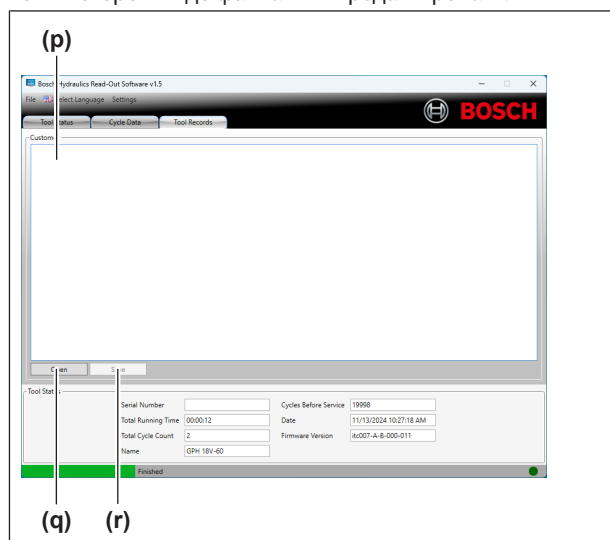 (p)
Bosch Hydraulics Read-Out Software v1.5
File Select Language Settings
BOSCH
Tool Status Cycle Data Tool Records
Customer
Open Save
Tool Status
Serial Number Cycles Before Service 19998
Total Running Time 00:00:12 Date 11/13/2024 10:27:18 AM
Total Cycle Count 2 Firmware Version itc007-A-B-000-011
Name GPH 18V-60
Finished
(q) (r)